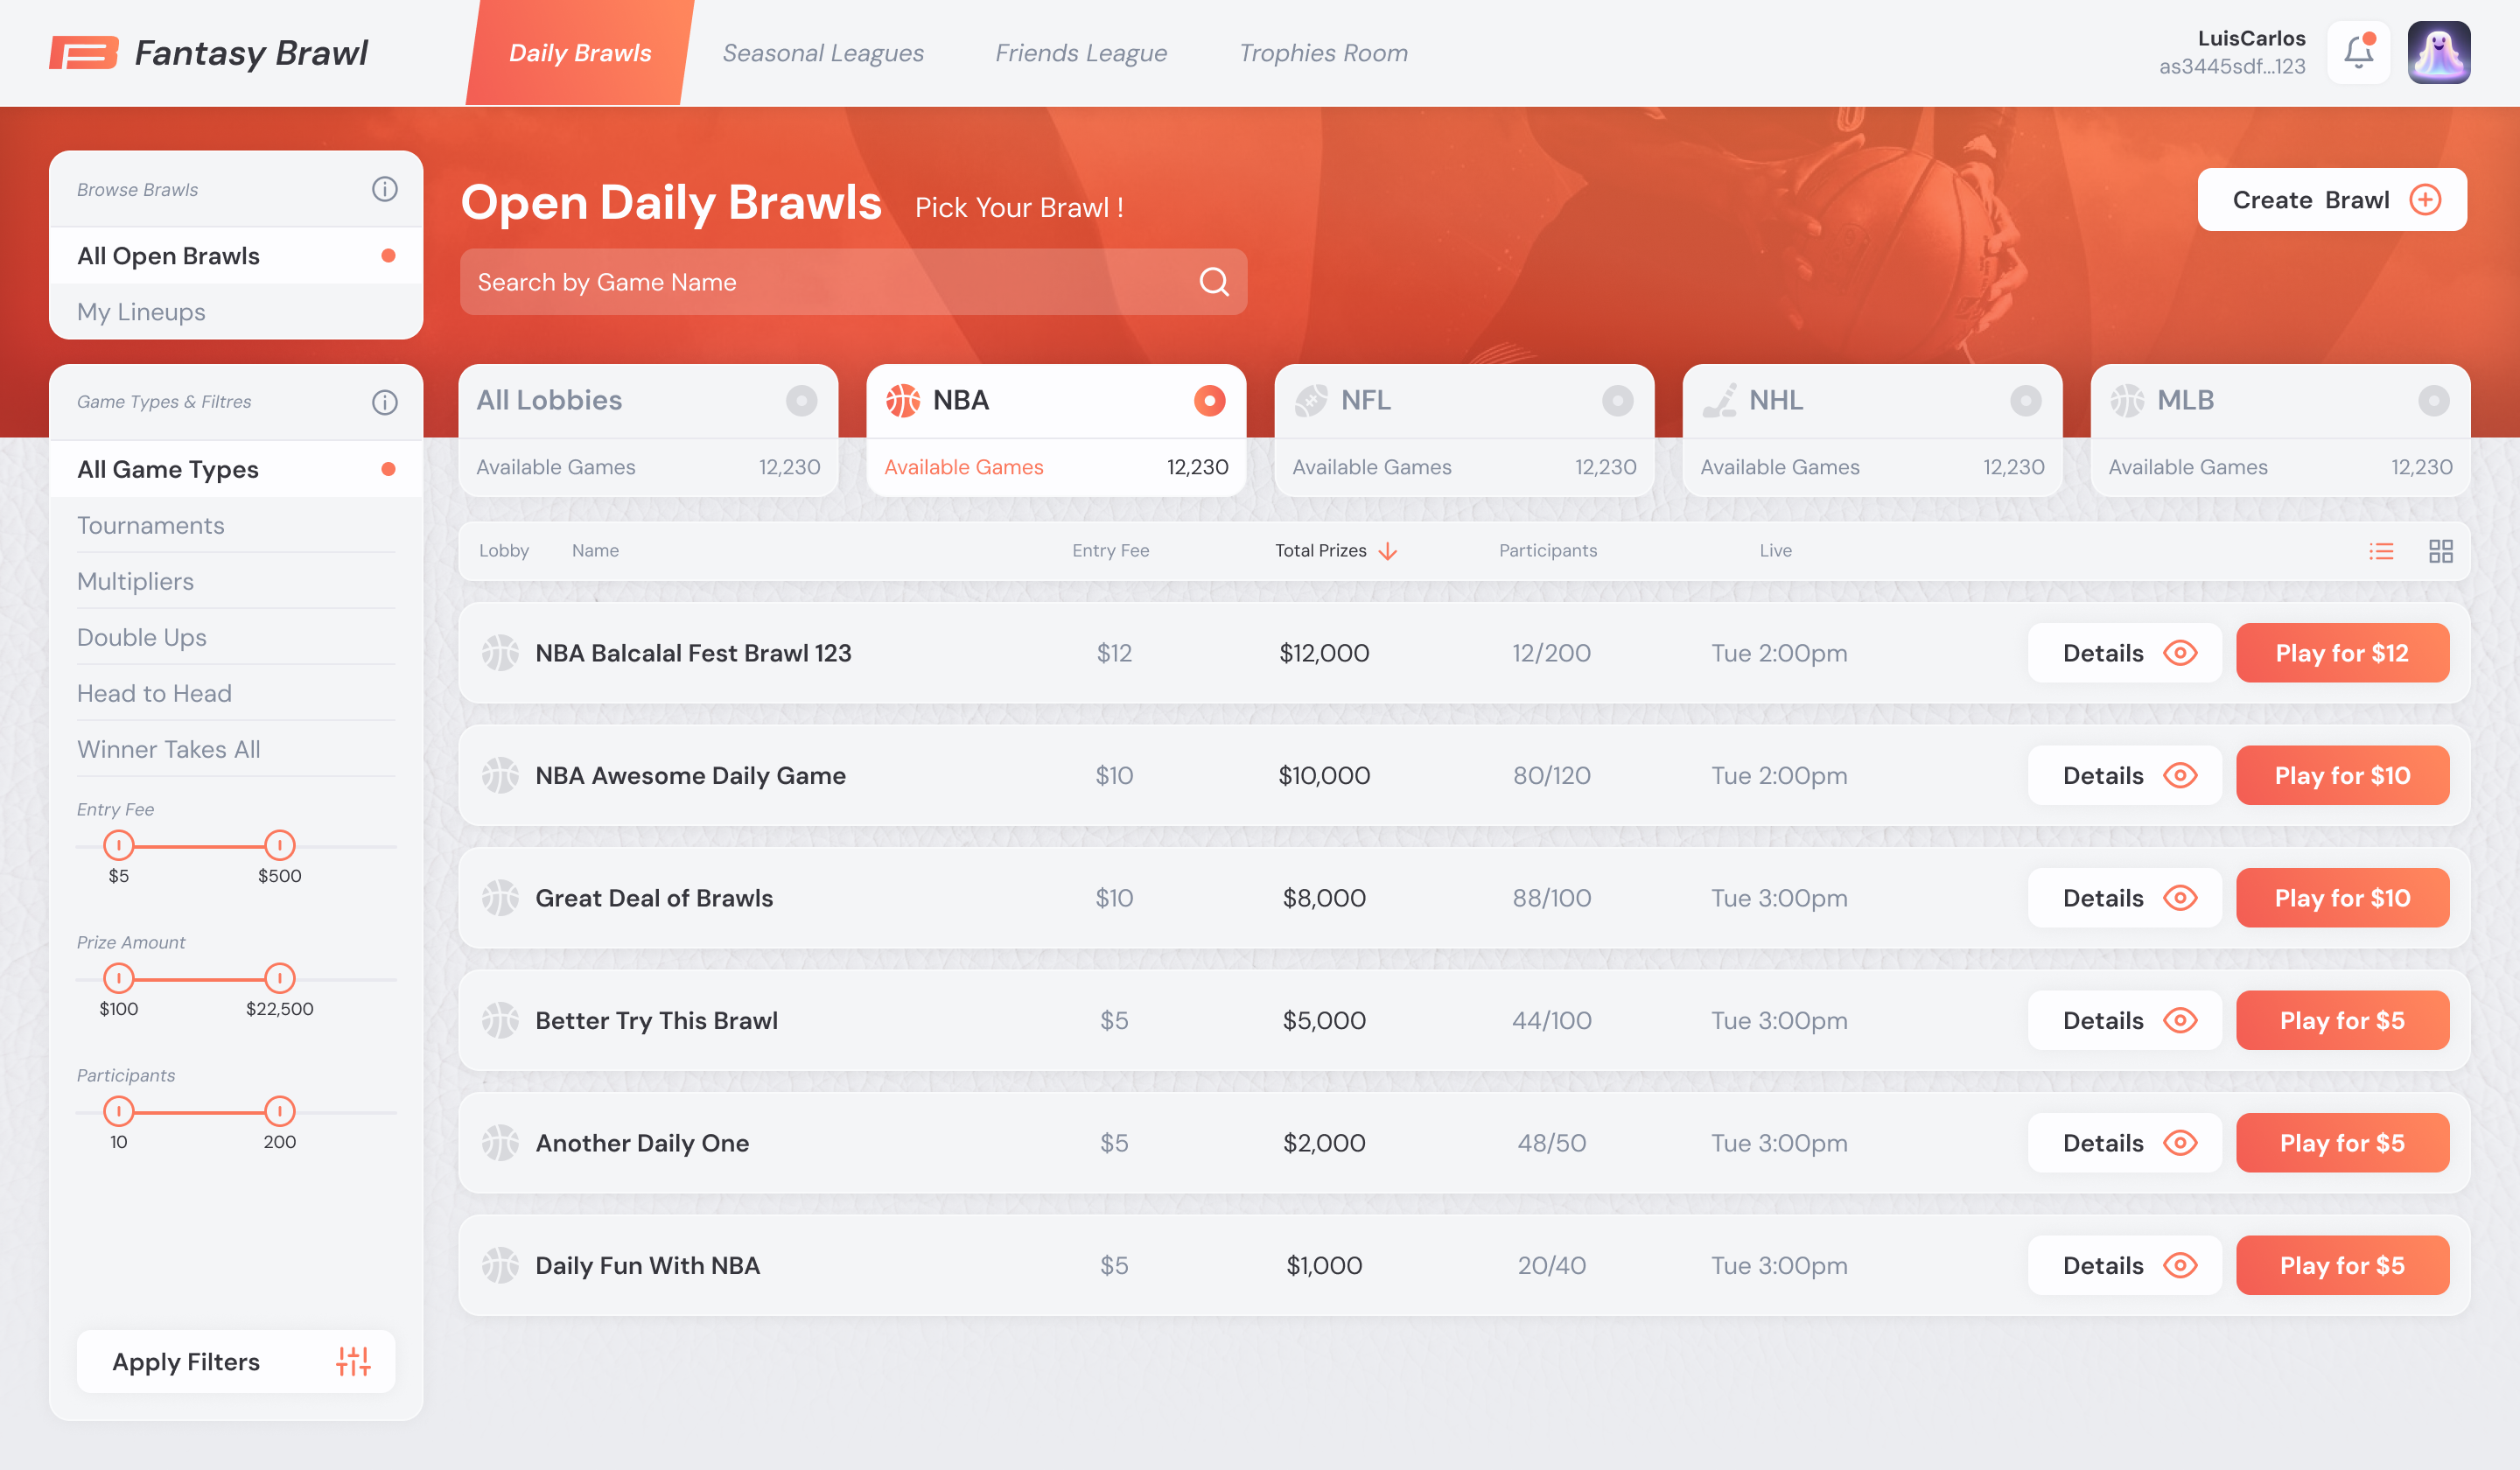 Fantasy Brawl
Daily Brawls
Seasonal Leagues
Friends League
Trophies Room
LuisCarlos
as3445sdf...123
Browse Brawls
All Open Brawls
My Lineups
Open Daily Brawls
Pick Your Brawl !
Search by Game Name
Create Brawl
Game Types & Filtres
All Game Types
Tournaments
Multipliers
Double Ups
Head to Head
Winner Takes All
Entry Fee
$5 $500
Prize Amount
$100 $22,500
Participants
10 200
Apply Filters
All Lobbies
Available Games 12,230
NBA
Available Games 12,230
NFL
Available Games 12,230
NHL
Available Games 12,230
MLB
Available Games 12,230
Lobby Name Entry Fee Total Prizes Participants Live
NBA Balcalal Fest Brawl 123 $12 $12,000 12/200 Tue 2:00pm Details Play for $12
NBA Awesome Daily Game $10 $10,000 80/120 Tue 2:00pm Details Play for $10
Great Deal of Brawls $10 $8,000 88/100 Tue 3:00pm Details Play for $10
Better Try This Brawl $5 $5,000 44/100 Tue 3:00pm Details Play for $5
Another Daily One $5 $2,000 48/50 Tue 3:00pm Details Play for $5
Daily Fun With NBA $5 $1,000 20/40 Tue 3:00pm Details Play for $5